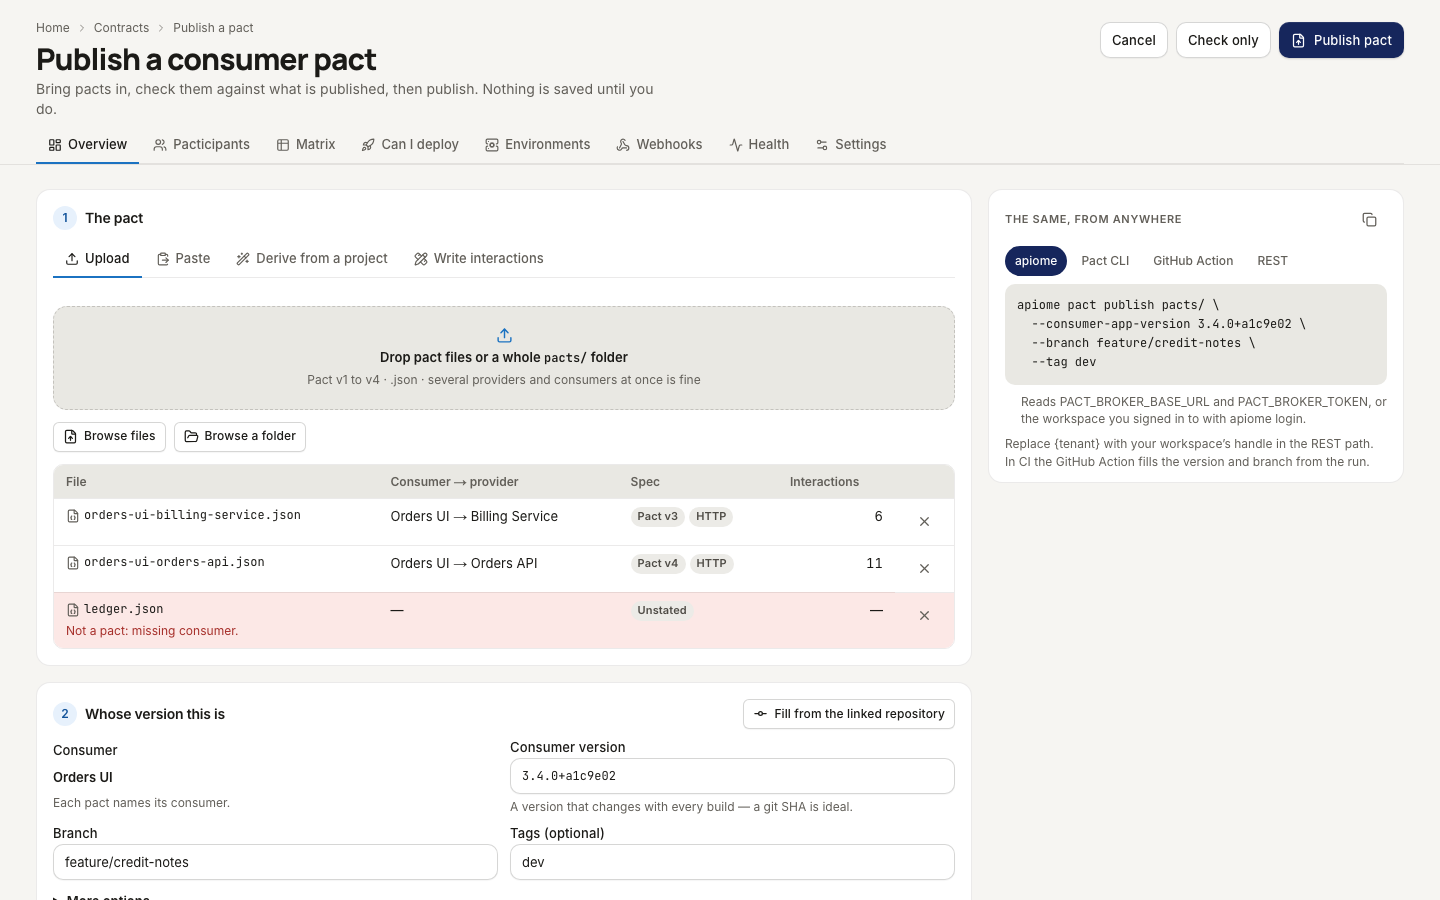 Home > Contracts > Publish a pact
Publish a consumer pact
Bring pacts in, check them against what is published, then publish. Nothing is saved until you
do.
Cancel
Check only
Publish pact
Overview
Pacticipants
Matrix
Can I deploy
Environments
Webhooks
Health
Settings
1 The pact
Upload
Paste
Derive from a project
Write interactions
Drop pact files or a whole pacts/ folder
Pact v1 to v4 · .json · several providers and consumers at once is fine
Browse files
Browse a folder
File Consumer → provider Spec Interactions
orders-ui-billing-service.json Orders UI → Billing Service Pact v3 HTTP 6
orders-ui-orders-api.json Orders UI → Orders API Pact v4 HTTP 11
ledger.json — Unstated —
Not a pact: missing consumer.
2 Whose version this is
Fill from the linked repository
Consumer
Orders UI
Each pact names its consumer.
Consumer version
3.4.0+a1c9e02
A version that changes with every build — a git SHA is ideal.
Branch
feature/credit-notes
Tags (optional)
dev
More options
THE SAME, FROM ANYWHERE
apiome
Pact CLI
GitHub Action
REST
apiome pact publish pacts/ \
--consumer-app-version 3.4.0+a1c9e02 \
--branch feature/credit-notes \
--tag dev
Reads PACT_BROKER_BASE_URL and PACT_BROKER_TOKEN, or
the workspace you signed in to with apiome login.
Replace {tenant} with your workspace’s handle in the REST path.
In CI the GitHub Action fills the version and branch from the run.